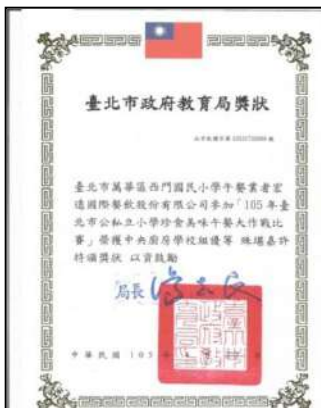 臺北市政府教育局獎狀
臺北市萬華區西門國民小學午餐業者宏
遠國際餐飲股份有限公司參加「105 年臺
北市公私立小學珍食美味午餐大作戰比
賽」榮獲中央廚房學校組優等 殊堪嘉許
特頒獎狀 以資鼓勵
局長
中華民國 105 年